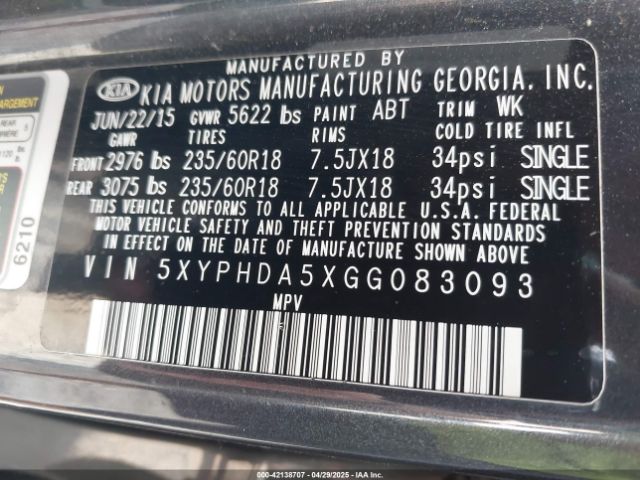 MANUFACTURED BY
KIA KIA MOTORS MANUFACTURING GEORGIA, INC.
JUN/22/15 GVWR 5622 lbs PAINT ABT TRIM WK
GAWR TIRES RIMS COLD TIRE INFL
FRONT 2976 lbs 235/60R18 7.5JX18 34psi SINGLE
REAR 3075 lbs 235/60R18 7.5JX18 34psi SINGLE
THIS VEHICLE CONFORMS TO ALL APPLICABLE U.S.A. FEDERAL
MOTOR VEHICLE SAFETY AND THEFT PREVENTION STANDARDS
IN EFFECT ON THE DATE OF MANUFACTURE SHOWN ABOVE
VIN 5XYPHDA5XGG083093
MPV
6210
REAR 5
000-42138707 04/29/2025 IAA Inc.